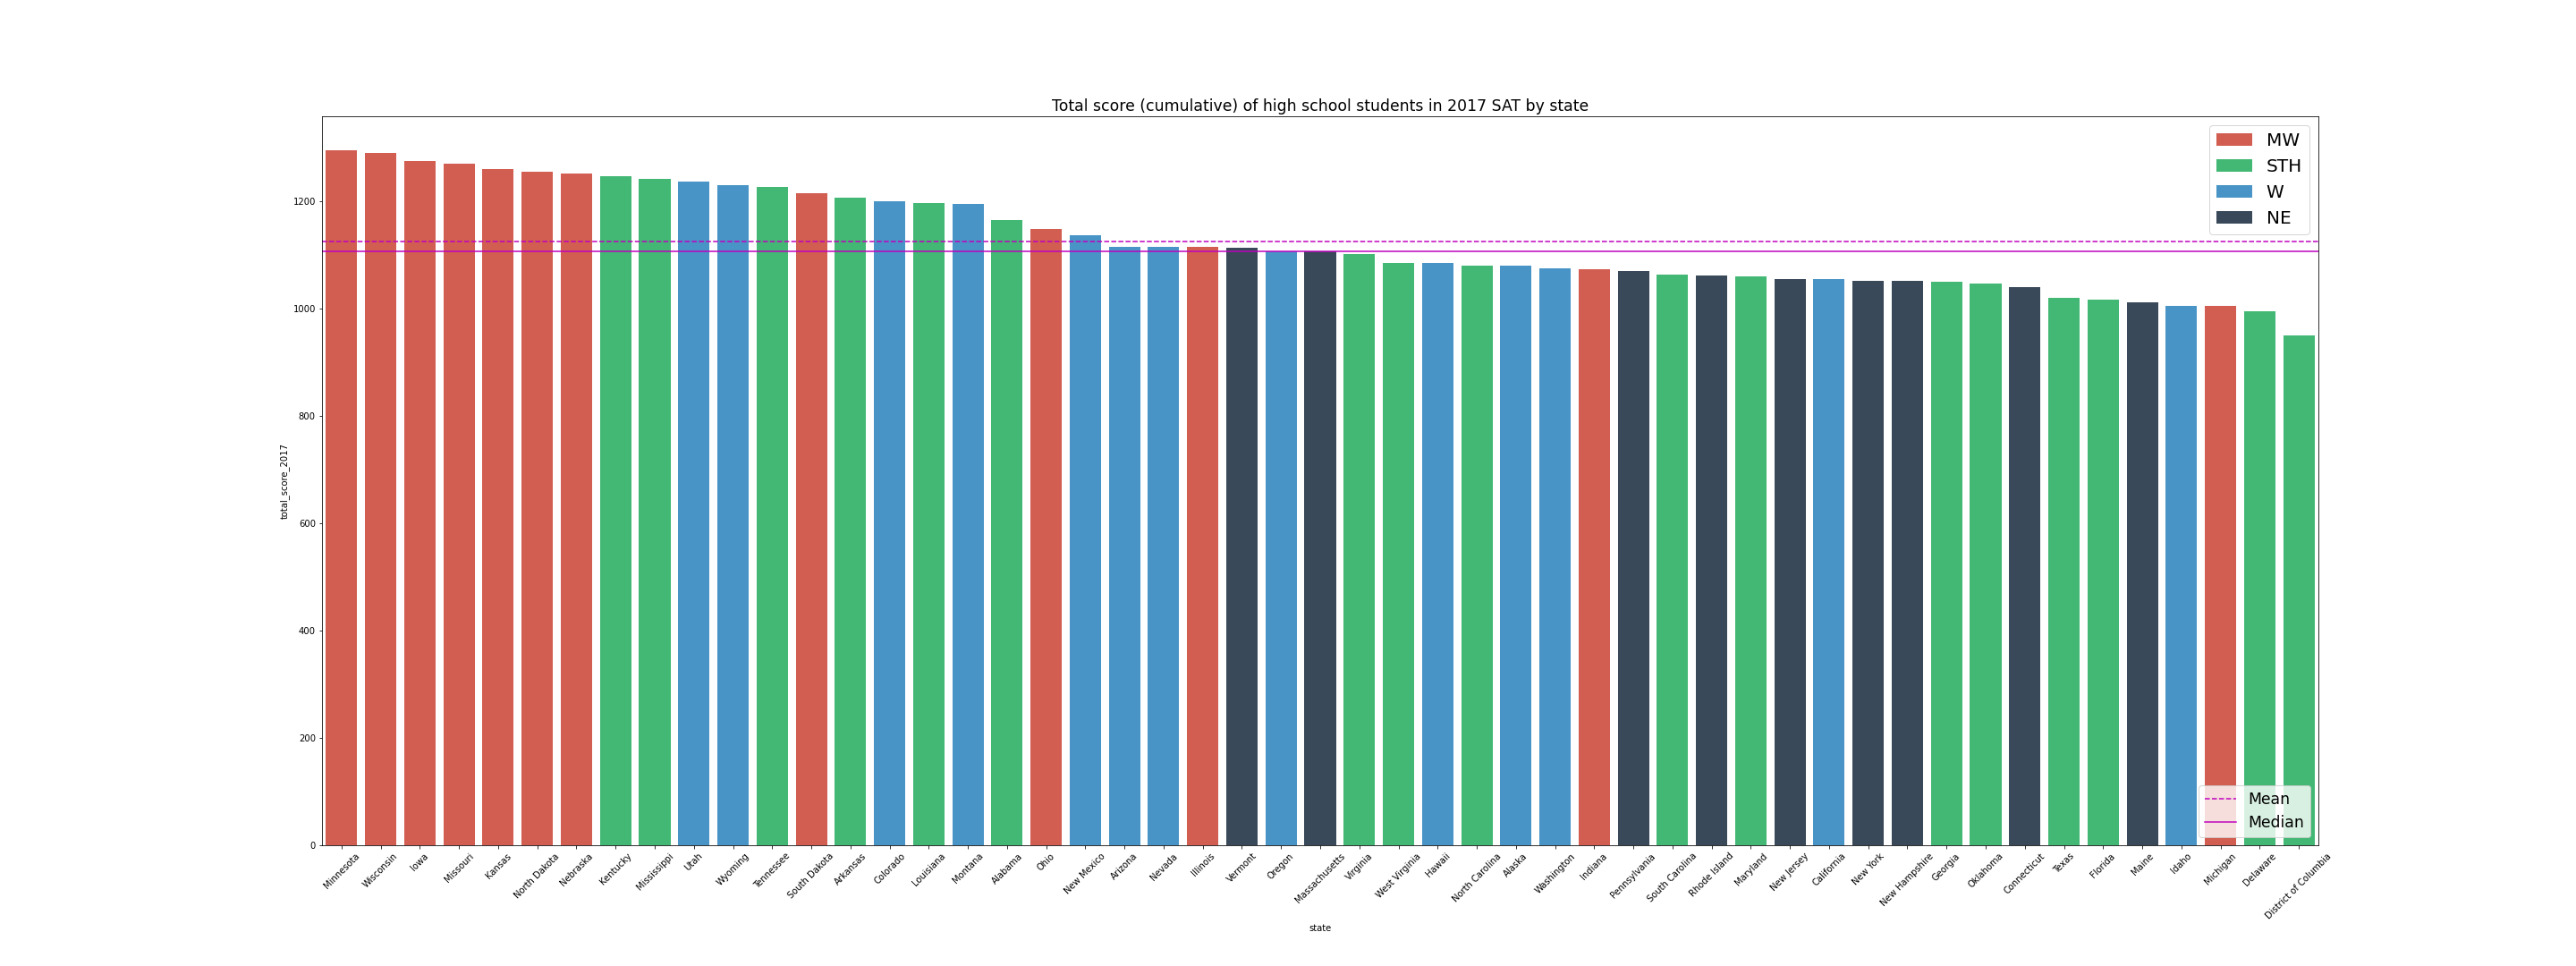 Total score (cumulative) of high school students in 2017 SAT by state
MW
STH
W
NE
1200
1000
800
600
400
200
0
total_score_2017
Mean
Median
Minnesota
Wisconsin
Iowa
Missouri
Kansas
North Dakota
Nebraska
Kentucky
Mississippi
Utah
Wyoming
Tennessee
South Dakota
Arkansas
Colorado
Louisiana
Montana
Alabama
Ohio
New Mexico
Arizona
Nevada
Illinois
Vermont
Oregon
Massachusetts
Virginia
West Virginia
Hawaii
North Carolina
Alaska
Washington
Indiana
Pennsylvania
South Carolina
Rhode Island
Maryland
New Jersey
California
New York
New Hampshire
Georgia
Oklahoma
Connecticut
Texas
Florida
Maine
Idaho
Michigan
Delaware
District of Columbia
state